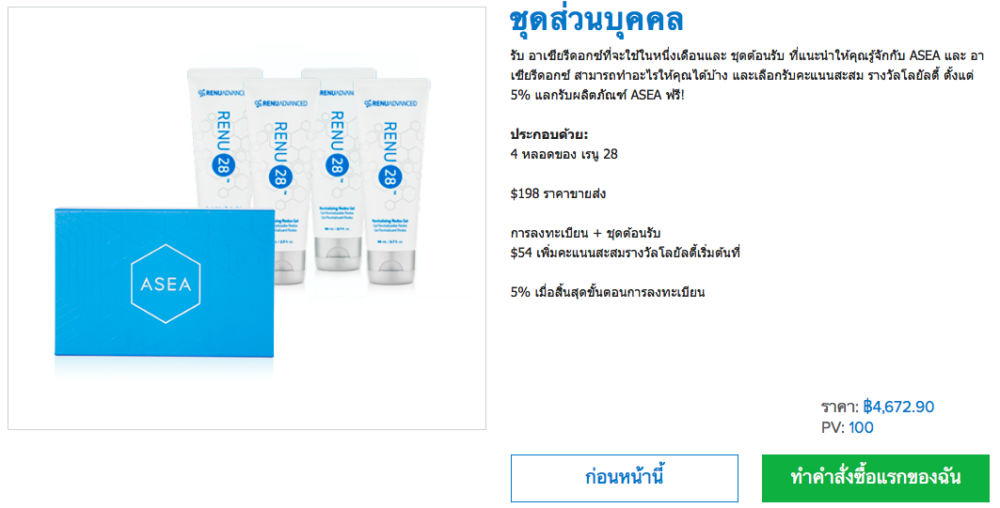 ชุดส่วนบุคคล
รับ อาเซียรีดอกซ์ที่จะใช้ในหนึ่งเดือนและ ชุดต้อนรับ ที่แนะนำให้คุณรู้จักกับ ASEA และ อา
เซียรีดอกซ์ สามารถทำอะไรให้คุณได้บ้าง และเลือกรับคะแนนสะสม รางวัลโลยัลตี้ ตั้งแต่
5% แลกรับผลิตภัณฑ์ ASEA ฟรี!
ประกอบด้วย:
4 หลอดของ เรนู 28
$198 ราคาขายส่ง
การลงทะเบียน + ชุดต้อนรับ
$54 เพิ่มคะแนนสะสมรางวัลโลยัลตี้เริ่มต้นที่
5% เมื่อสิ้นสุดขั้นตอนการลงทะเบียน
ราคา: ฿4,672.90
PV: 100
ก่อนหน้านี้
ทำคำสั่งซื้อแรกของฉัน
RENUADVANCED
RENUADVANCED
RENU 28
RENU 28
RENU 28
RENU 28
Revitalizing Redox Gel
ASEA